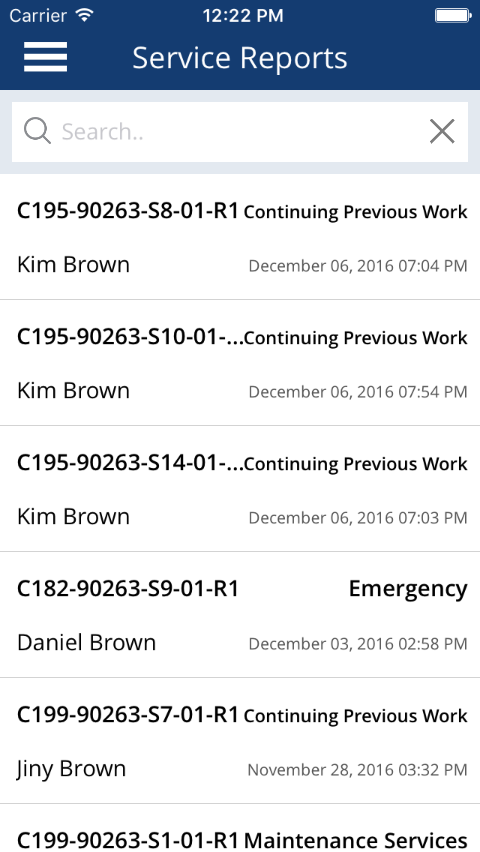 Carrier 12:22 PM
Service Reports
Search..
C195-90263-S8-01-R1 Continuing Previous Work
Kim Brown December 06, 2016 07:04 PM
C195-90263-S10-01-... Continuing Previous Work
Kim Brown December 06, 2016 07:54 PM
C195-90263-S14-01-... Continuing Previous Work
Kim Brown December 06, 2016 07:03 PM
C182-90263-S9-01-R1 Emergency
Daniel Brown December 03, 2016 02:58 PM
C199-90263-S7-01-R1 Continuing Previous Work
Jiny Brown November 28, 2016 03:32 PM
C199-90263-S1-01-R1 Maintenance Services